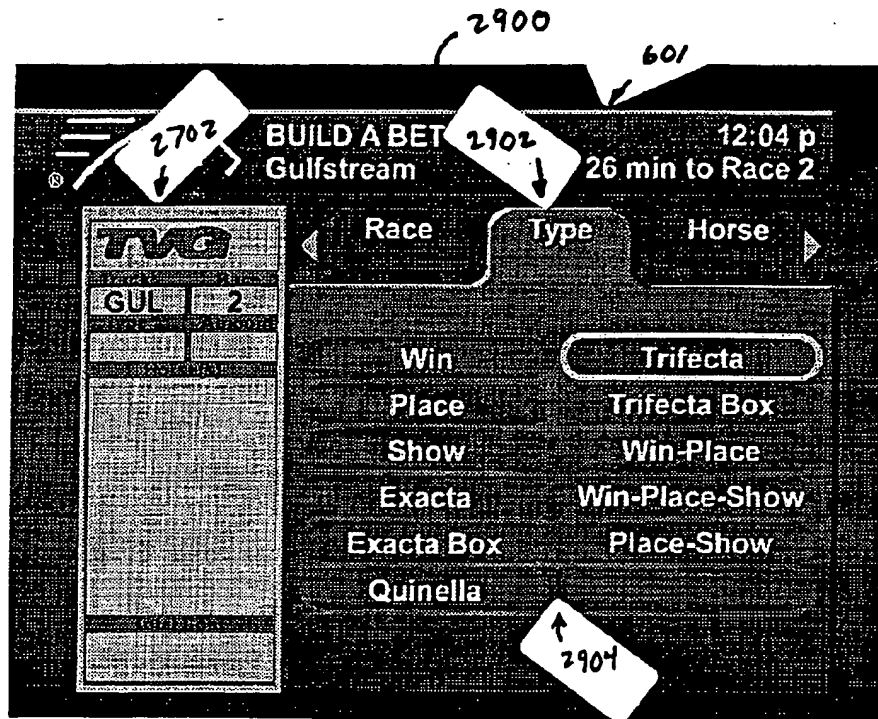 2900
601
2702
BUILD A BET
2902
12:04 p
®
Gulfstream
26 min to Race 2
TVG
Race
Type
Horse
GUL
2
Win
Trifecta
Place
Trifecta Box
Show
Win-Place
Exacta
Win-Place-Show
Exacta Box
Place-Show
Quinella
2904